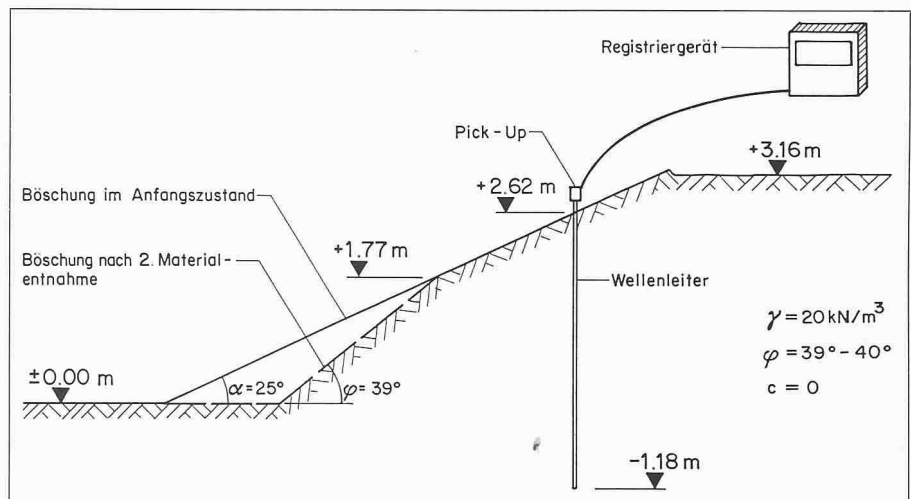 Registriergerät
Pick-Up
+3.16 m
+2.62 m
Böschung im Anfangszustand
+1.77 m
Böschung nach 2. Material-
entnahme
Wellenleiter
γ = 20 kN/m³
φ = 39° - 40°
c = 0
±0.00 m
α = 25°
φ = 39°
-1.18 m